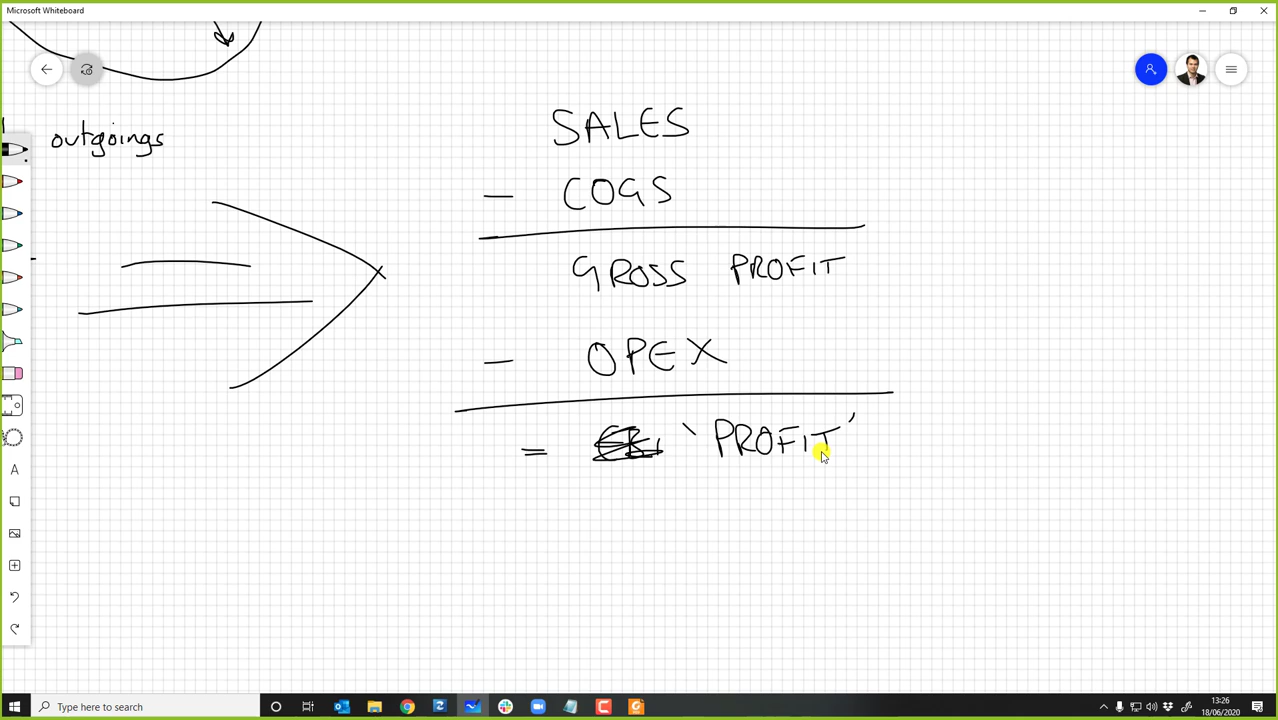 Microsoft Whiteboard
outgoings
SALES
— COGS
GROSS PROFIT
— OPEX
= ‵PROFIT′
A
Type here to search
13:26
18/06/2020